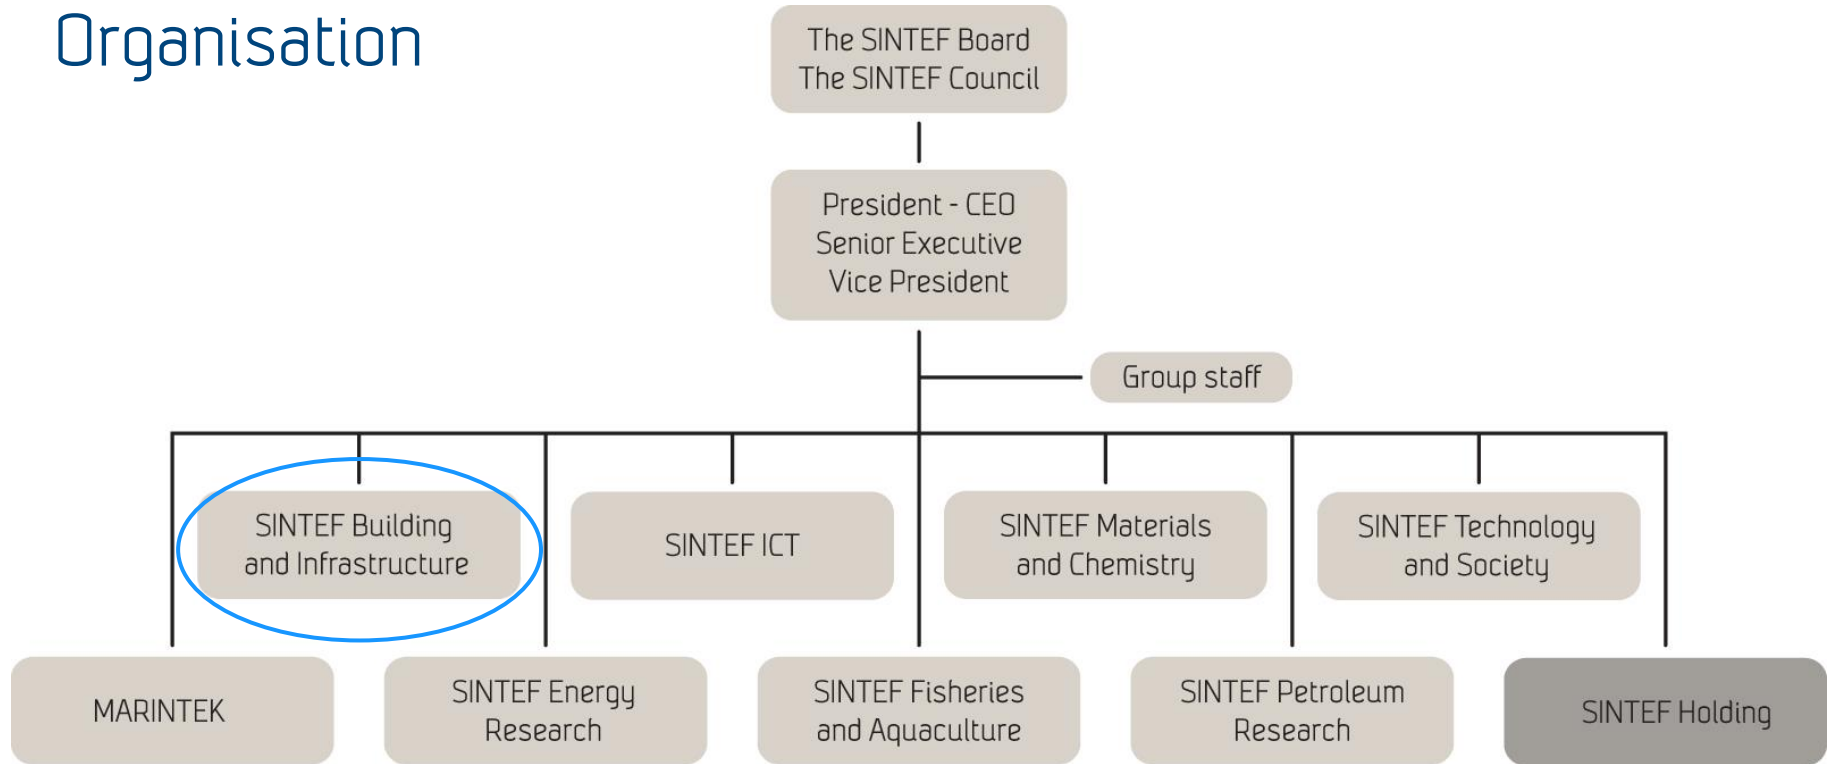 Organisation
The SINTEF Board
The SINTEF Council
President - CEO
Senior Executive
Vice President
Group staff
SINTEF Building
and Infrastructure
SINTEF ICT
SINTEF Materials
and Chemistry
SINTEF Technology
and Society
MARINTEK
SINTEF Energy
Research
SINTEF Fisheries
and Aquaculture
SINTEF Petroleum
Research
SINTEF Holding